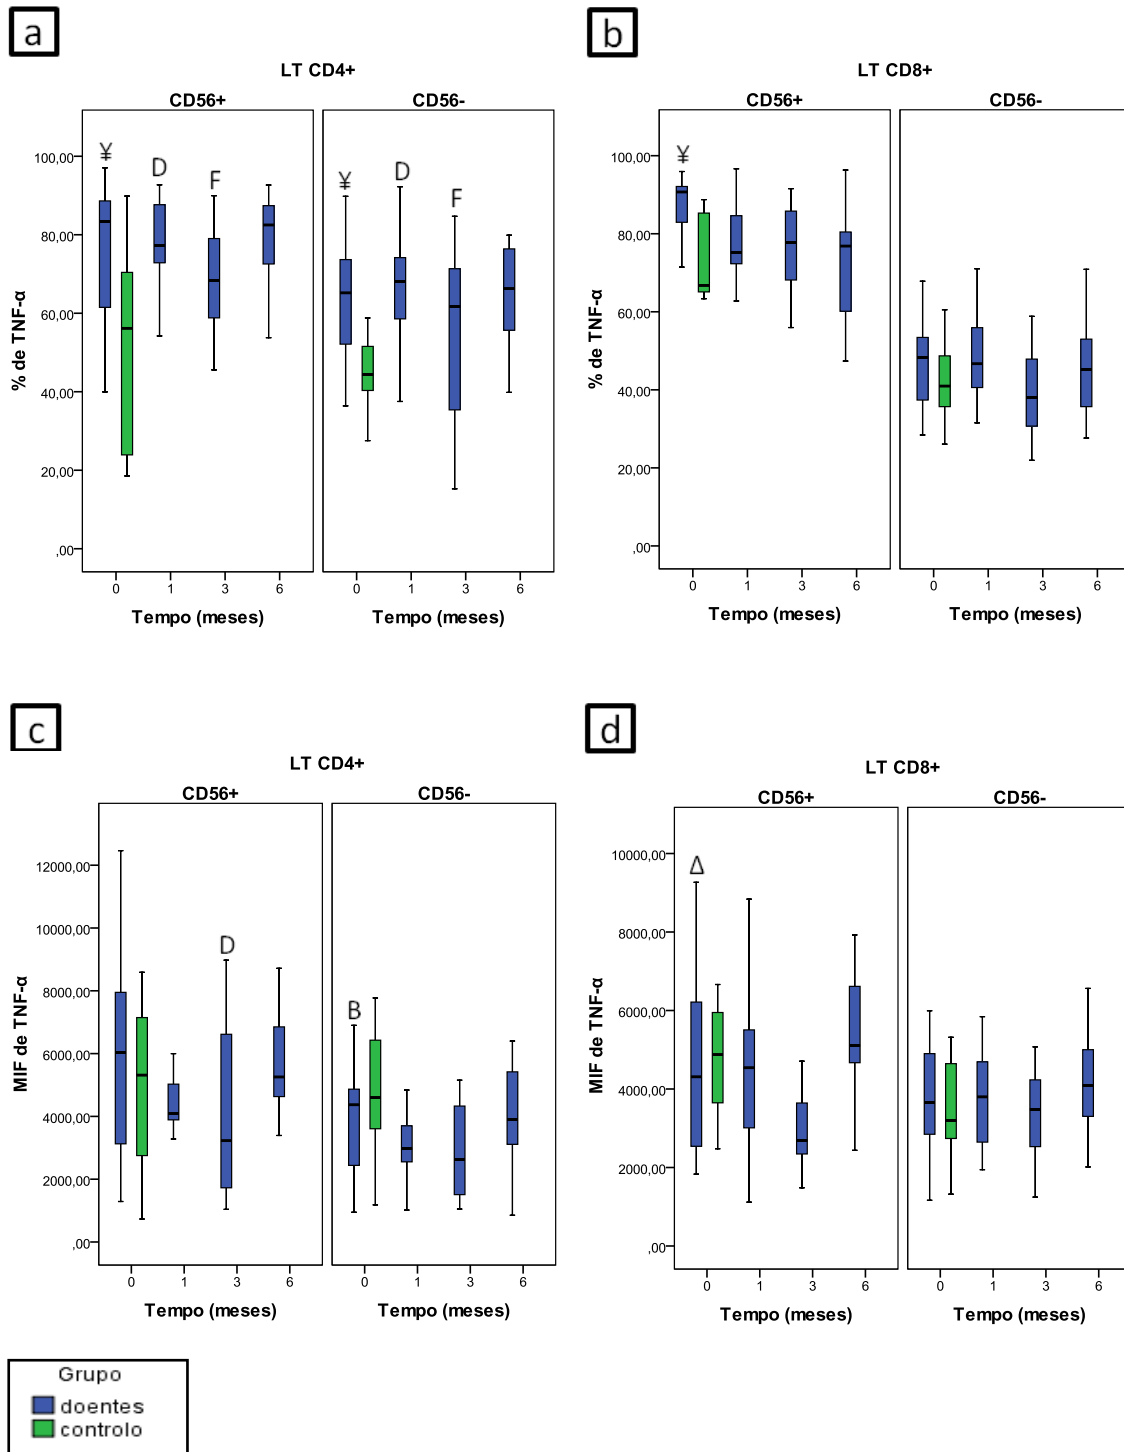 a
LT CD4+
CD56+ CD56-
100,00
80,00
60,00
40,00
20,00
,00
% de TNF-α
¥ D F ¥ D F
0 1 3 6 0 1 3 6
Tempo (meses) Tempo (meses)
b
LT CD8+
CD56+ CD56-
100,00
80,00
60,00
40,00
20,00
,00
% de TNF-α
¥
0 1 3 6 0 1 3 6
Tempo (meses) Tempo (meses)
c
LT CD4+
CD56+ CD56-
12000,00
10000,00
8000,00
6000,00
4000,00
2000,00
,00
MIF de TNF-α
D B
0 1 3 6 0 1 3 6
Tempo (meses) Tempo (meses)
d
LT CD8+
CD56+ CD56-
10000,00
8000,00
6000,00
4000,00
2000,00
,00
MIF de TNF-α
Δ
0 1 3 6 0 1 3 6
Tempo (meses) Tempo (meses)
Grupo
doentes
controlo